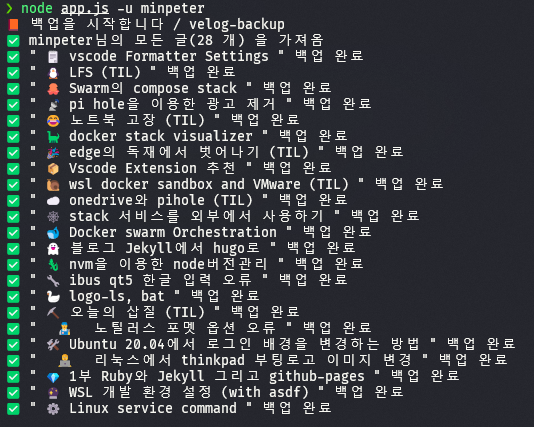 ❯ node app.js -u minpeter
📙 백업을 시작합니다 / velog-backup
✅ minpeter님의 모든 글(28 개) 을 가져옴
✅ " 🗒️ vscode Formatter Settings " 백업 완료
✅ " 🐧 LFS (TIL) " 백업 완료
✅ " 🐙 Swarm의 compose stack " 백업 완료
✅ " 📡 pi hole을 이용한 광고 제거 " 백업 완료
✅ " 😂 노트북 고장 (TIL) " 백업 완료
✅ " 🦕 docker stack visualizer " 백업 완료
✅ " 🎉 edge의 독재에서 벗어나기 (TIL) " 백업 완료
✅ " 📦 Vscode Extension 추천 " 백업 완료
✅ " 🐌 wsl docker sandbox and VMware (TIL) " 백업 완료
✅ " ☁️ onedrive와 pihole (TIL) " 백업 완료
✅ " 🕸️ stack 서비스를 외부에서 사용하기 " 백업 완료
✅ " 🐳 Docker swarm Orchestration " 백업 완료
✅ " 👻 블로그 Jekyll에서 hugo로 " 백업 완료
✅ " 🦎 nvm을 이용한 node버전관리 " 백업 완료
✅ " 🔧 ibus qt5 한글 입력 오류 " 백업 완료
✅ " 🦢 logo-ls, bat " 백업 완료
✅ " ⛏️ 오늘의 삽질 (TIL) " 백업 완료
✅ " 👨‍🎨 노틸러스 포멧 옵션 오류 " 백업 완료
✅ " 🛠️ Ubuntu 20.04에서 로그인 배경을 변경하는 방법 " 백업 완료
✅ " 👨‍💻 리눅스에서 thinkpad 부팅로고 이미지 변경 " 백업 완료
✅ " 💎 1부 Ruby와 Jekyll 그리고 github-pages " 백업 완료
✅ " 🔮 WSL 개발 환경 설정 (with asdf) " 백업 완료
✅ " ⚙️ Linux service command " 백업 완료